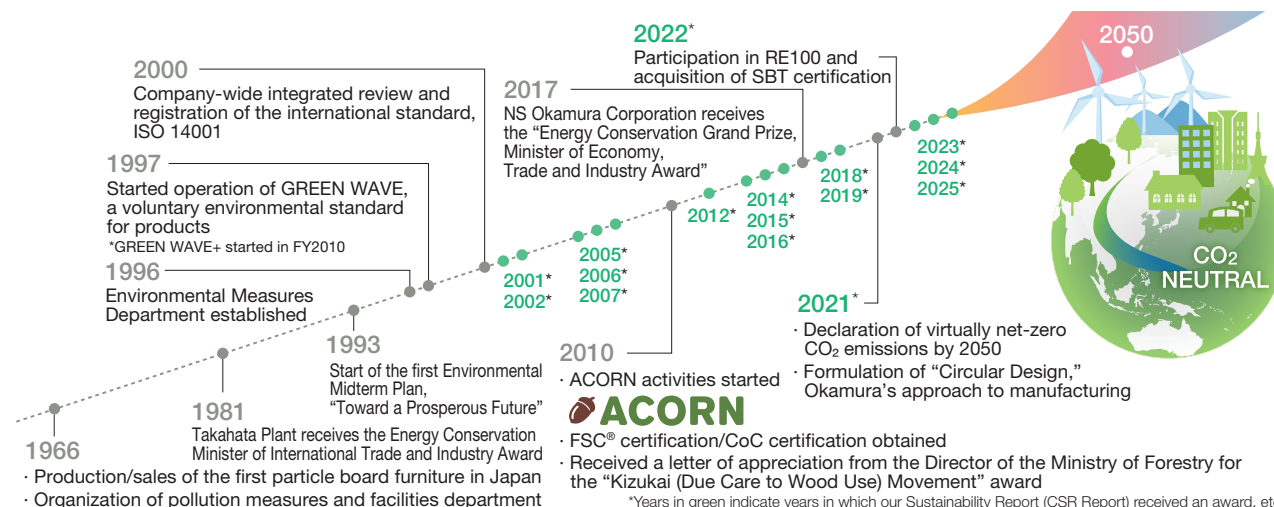 1966
· Production/sales of the first particle board furniture in Japan
· Organization of pollution measures and facilities department
1981
Takahata Plant receives the Energy Conservation
Minister of International Trade and Industry Award
1993
Start of the first Environmental
Midterm Plan,
“Toward a Prosperous Future”
1996
Environmental Measures
Department established
1997
Started operation of GREEN WAVE,
a voluntary environmental standard
for products
*GREEN WAVE+ started in FY2010
2000
Company-wide integrated review and
registration of the international standard,
ISO 14001
2001*
2002*
2005*
2006*
2007*
2010
· ACORN activities started
ACORN
· FSC® certification/CoC certification obtained
· Received a letter of appreciation from the Director of the Ministry of Forestry for
the “Kizukai (Due Care to Wood Use) Movement” award
2012*
2014*
2015*
2016*
2017
NS Okamura Corporation receives
the “Energy Conservation Grand Prize,
Minister of Economy,
Trade and Industry Award”
2018*
2019*
2021*
· Declaration of virtually net-zero
CO₂ emissions by 2050
· Formulation of “Circular Design,”
Okamura’s approach to manufacturing
2022*
Participation in RE100 and
acquisition of SBT certification
2023*
2024*
2025*
2050
CO₂
NEUTRAL
*Years in green indicate years in which our Sustainability Report (CSR Report) received an award, etc